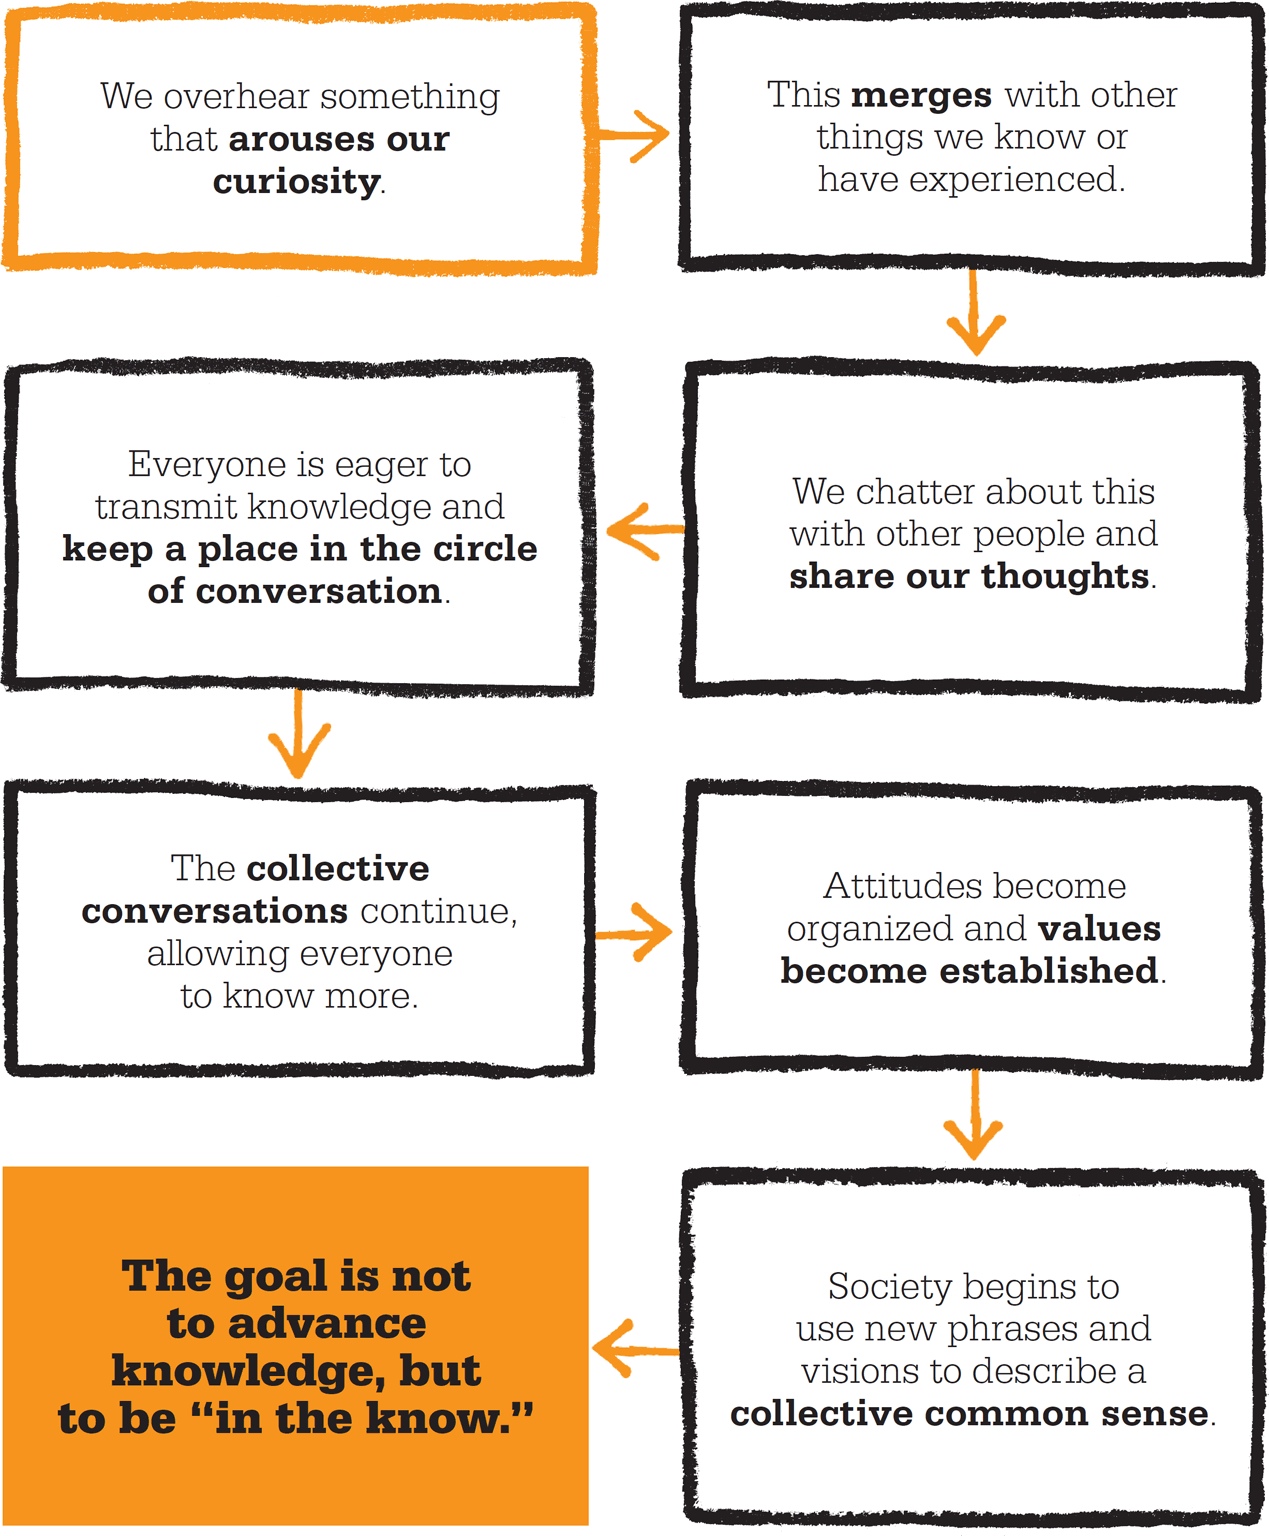 We overhear something
that arouses our
curiosity.
This merges with other
things we know or
have experienced.
We chatter about this
with other people and
share our thoughts.
Everyone is eager to
transmit knowledge and
keep a place in the circle
of conversation.
The collective
conversations continue,
allowing everyone
to know more.
Attitudes become
organized and values
become established.
Society begins to
use new phrases and
visions to describe a
collective common sense.
The goal is not
to advance
knowledge, but
to be “in the know.”